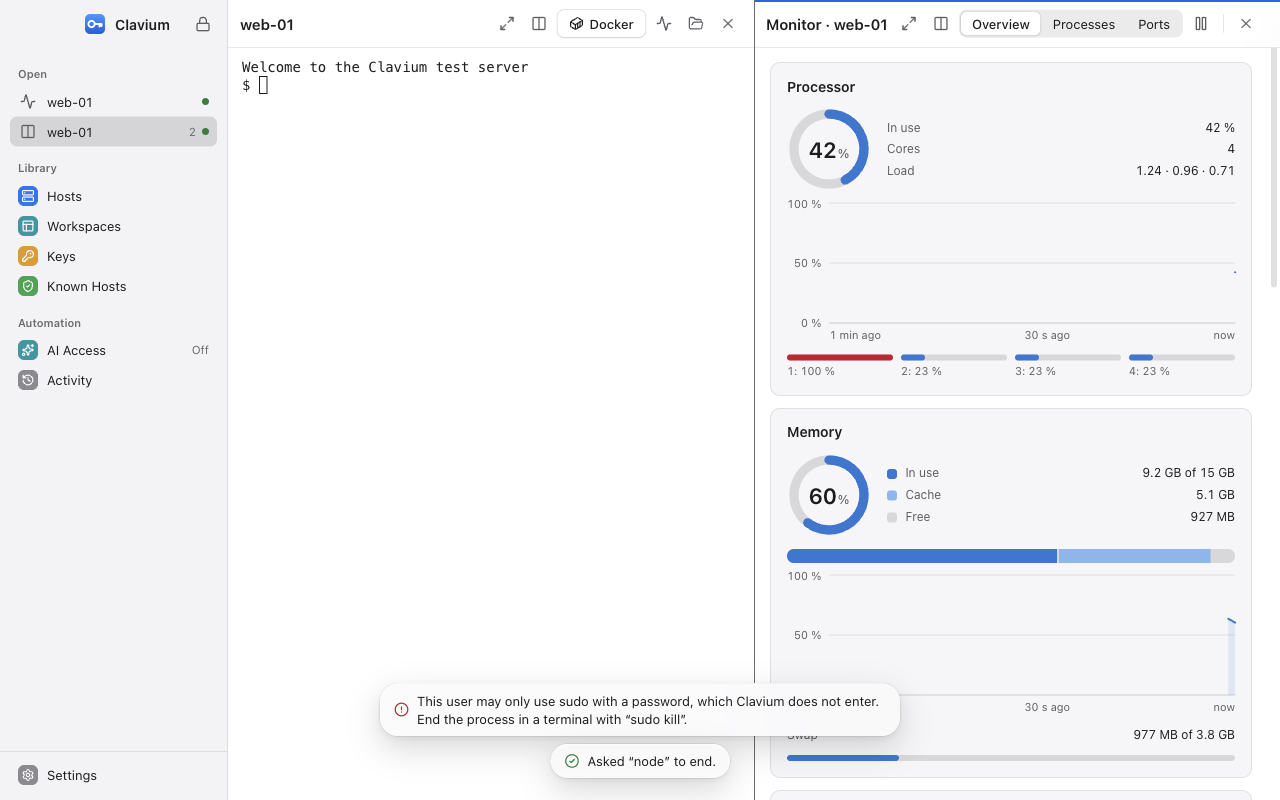 Clavium
Open
web-01
web-01 2
Library
Hosts
Workspaces
Keys
Known Hosts
Automation
AI Access Off
Activity
Settings
web-01
Docker
Welcome to the Clavium test server
$
Monitor · web-01
Overview Processes Ports
Processor
42%
In use 42 %
Cores 4
Load 1.24 · 0.96 · 0.71
100 %
50 %
0 %
1 min ago 30 s ago now
1: 100 % 2: 23 % 3: 23 % 4: 23 %
Memory
60%
In use 9.2 GB of 15 GB
Cache 5.1 GB
Free 927 MB
100 %
50 %
30 s ago now
Swap 977 MB of 3.8 GB
This user may only use sudo with a password, which Clavium does not enter.
End the process in a terminal with “sudo kill”.
Asked “node” to end.